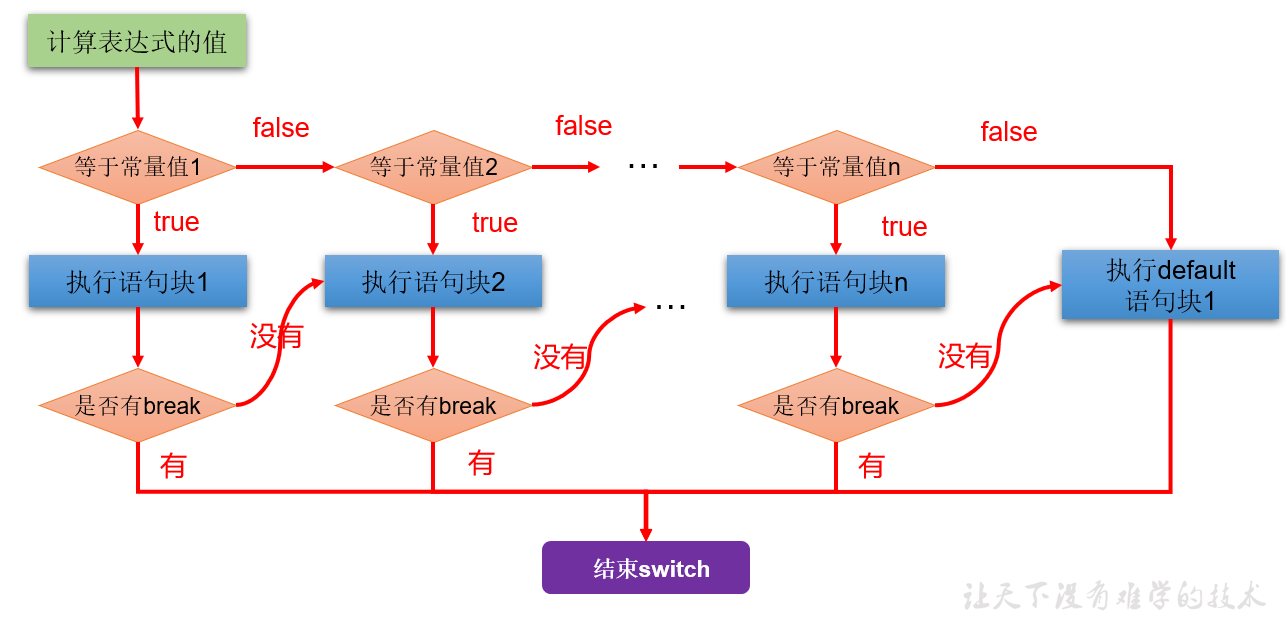 计算表达式的值
false
false
false
等于常量值1
等于常量值2
…
等于常量值n
true
true
true
执行语句块1
执行语句块2
…
执行语句块n
执行default
语句块1
没有
没有
没有
是否有break
是否有break
是否有break
有
有
有
结束switch
让天下没有难学的技术